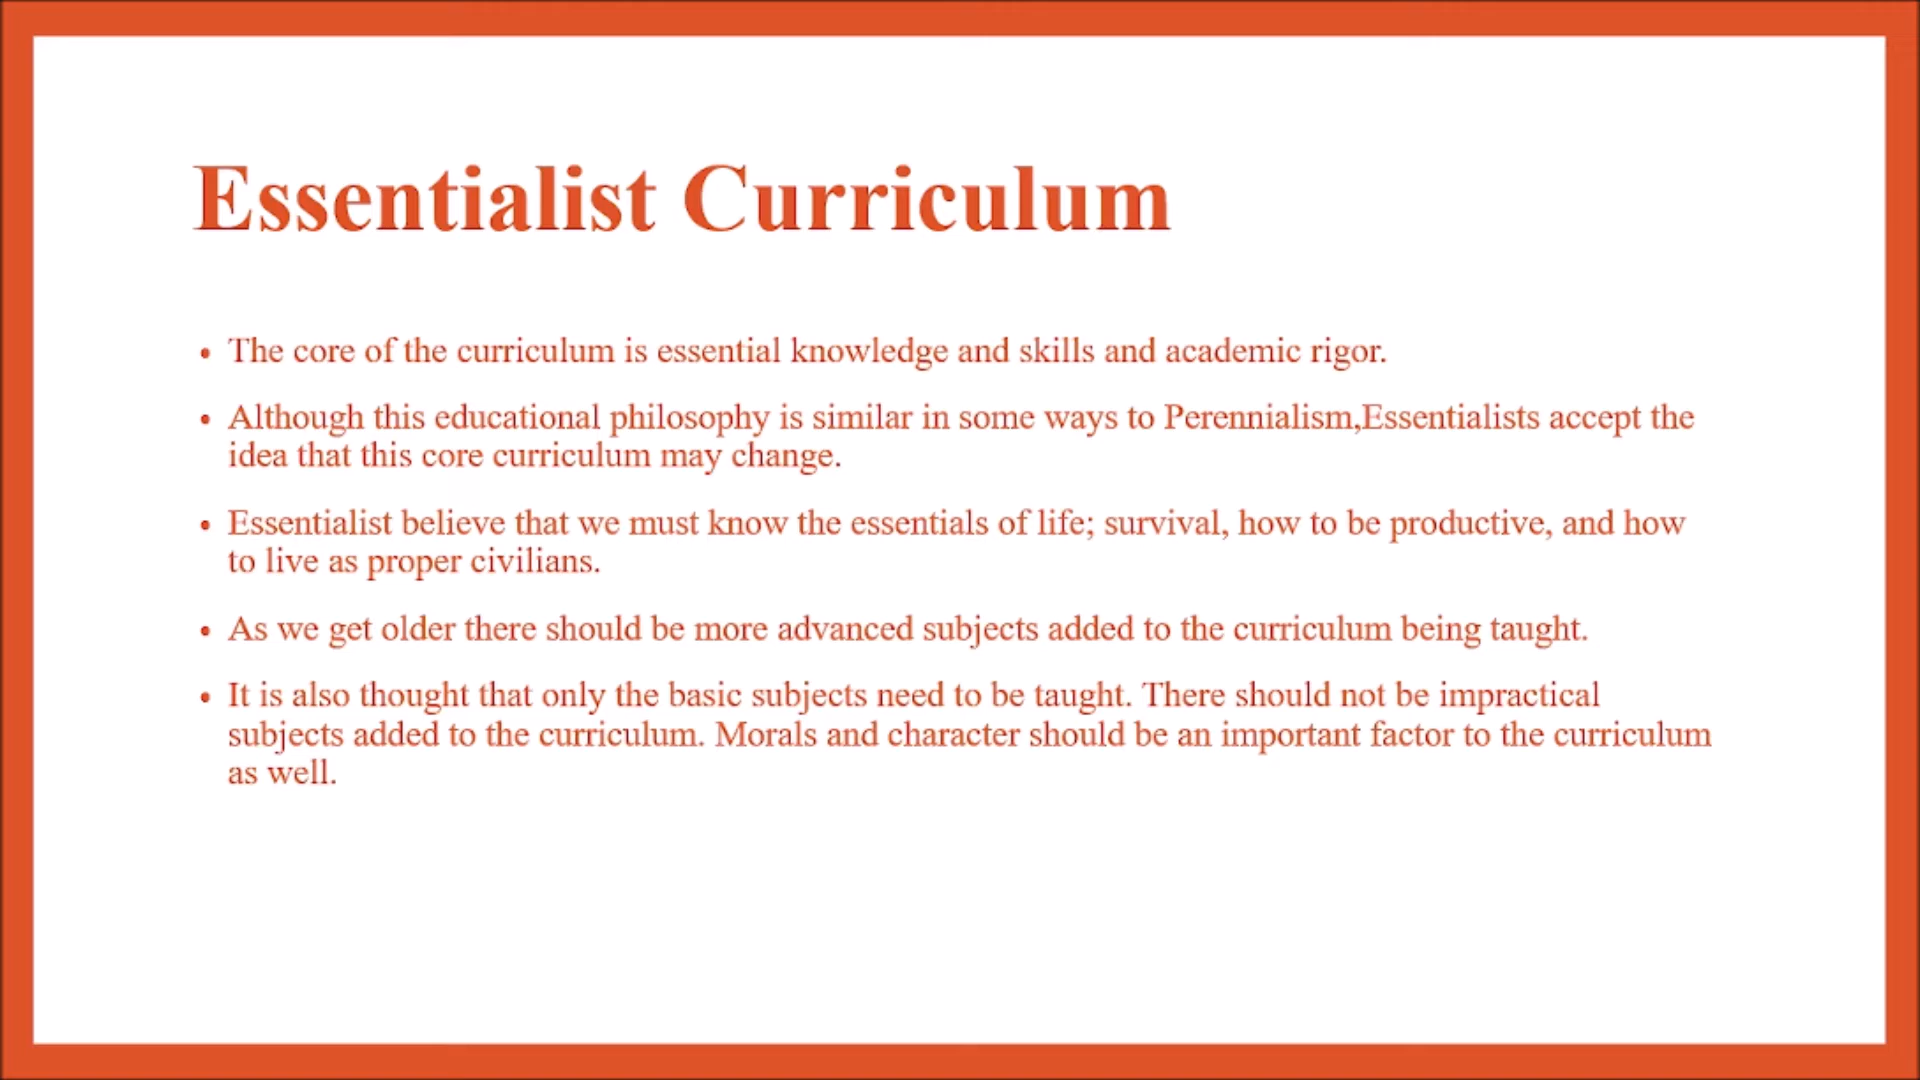 Essentialist Curriculum
• The core of the curriculum is essential knowledge and skills and academic rigor.
• Although this educational philosophy is similar in some ways to Perennialism,Essentialists accept the
idea that this core curriculum may change.
• Essentialist believe that we must know the essentials of life; survival, how to be productive, and how
to live as proper civilians.
• As we get older there should be more advanced subjects added to the curriculum being taught.
• It is also thought that only the basic subjects need to be taught. There should not be impractical
subjects added to the curriculum. Morals and character should be an important factor to the curriculum
as well.